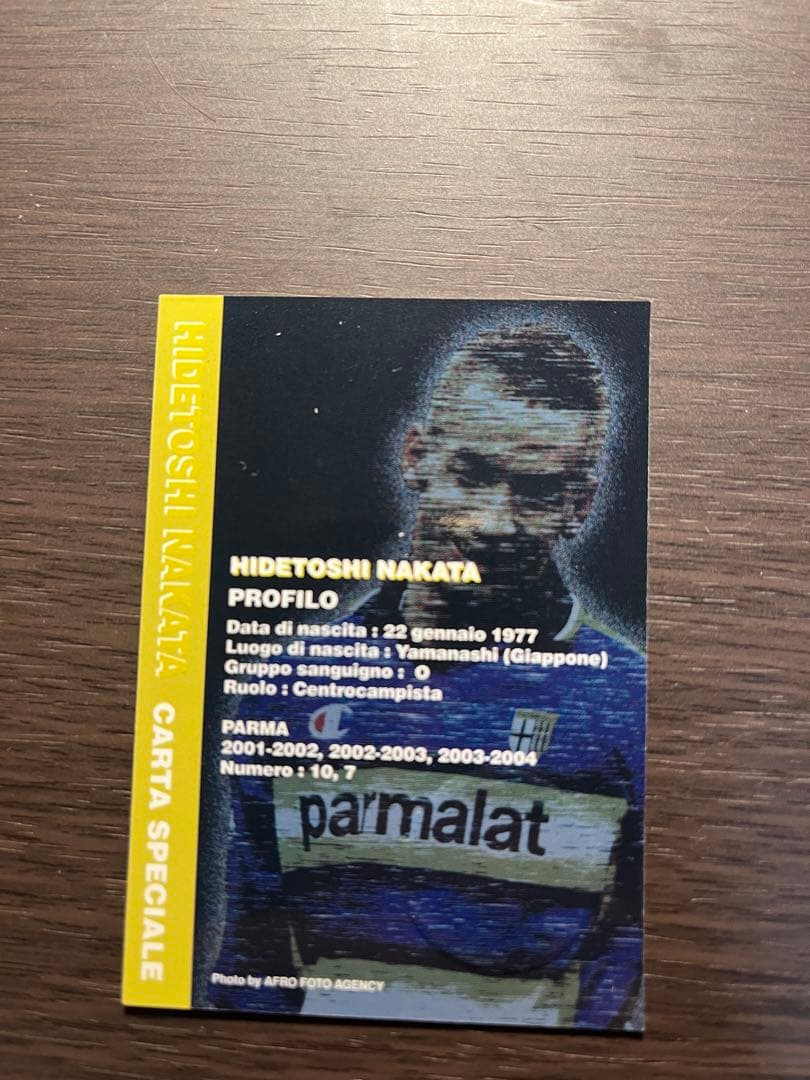 HIDETOSHI NAKATA CARTA SPECIALE
HIDETOSHI NAKATA
PROFILO
Data di nascita : 22 gennaio 1977
Luogo di nascita : Yamanashi (Giappone)
Gruppo sanguigno : O
Ruolo : Centrocampista
PARMA
2001-2002, 2002-2003, 2003-2004
Numero : 10, 7
parmalat
Photo by AFRO FOTO AGENCY